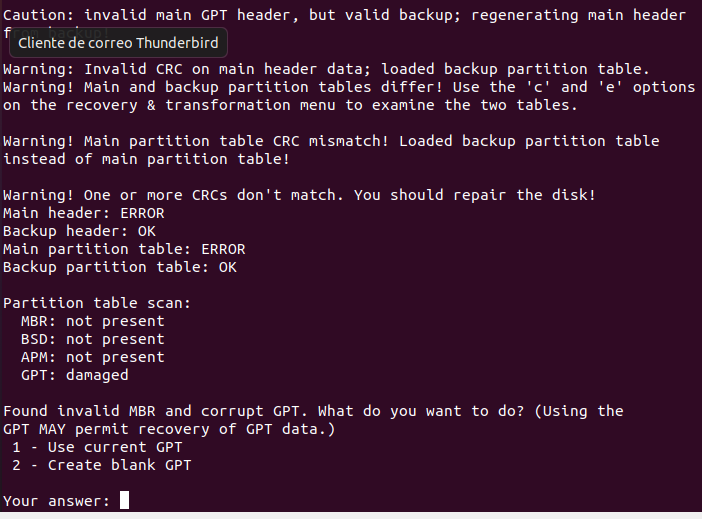 Caution: invalid main GPT header, but valid backup; regenerating main header
from backup!
Cliente de correo Thunderbird
Warning: Invalid CRC on main header data; loaded backup partition table.
Warning! Main and backup partition tables differ! Use the 'c' and 'e' options
on the recovery & transformation menu to examine the two tables.
Warning! Main partition table CRC mismatch! Loaded backup partition table
instead of main partition table!
Warning! One or more CRCs don't match. You should repair the disk!
Main header: ERROR
Backup header: OK
Main partition table: ERROR
Backup partition table: OK
Partition table scan:
MBR: not present
BSD: not present
APM: not present
GPT: damaged
Found invalid MBR and corrupt GPT. What do you want to do? (Using the
GPT MAY permit recovery of GPT data.)
1 - Use current GPT
2 - Create blank GPT
Your answer: